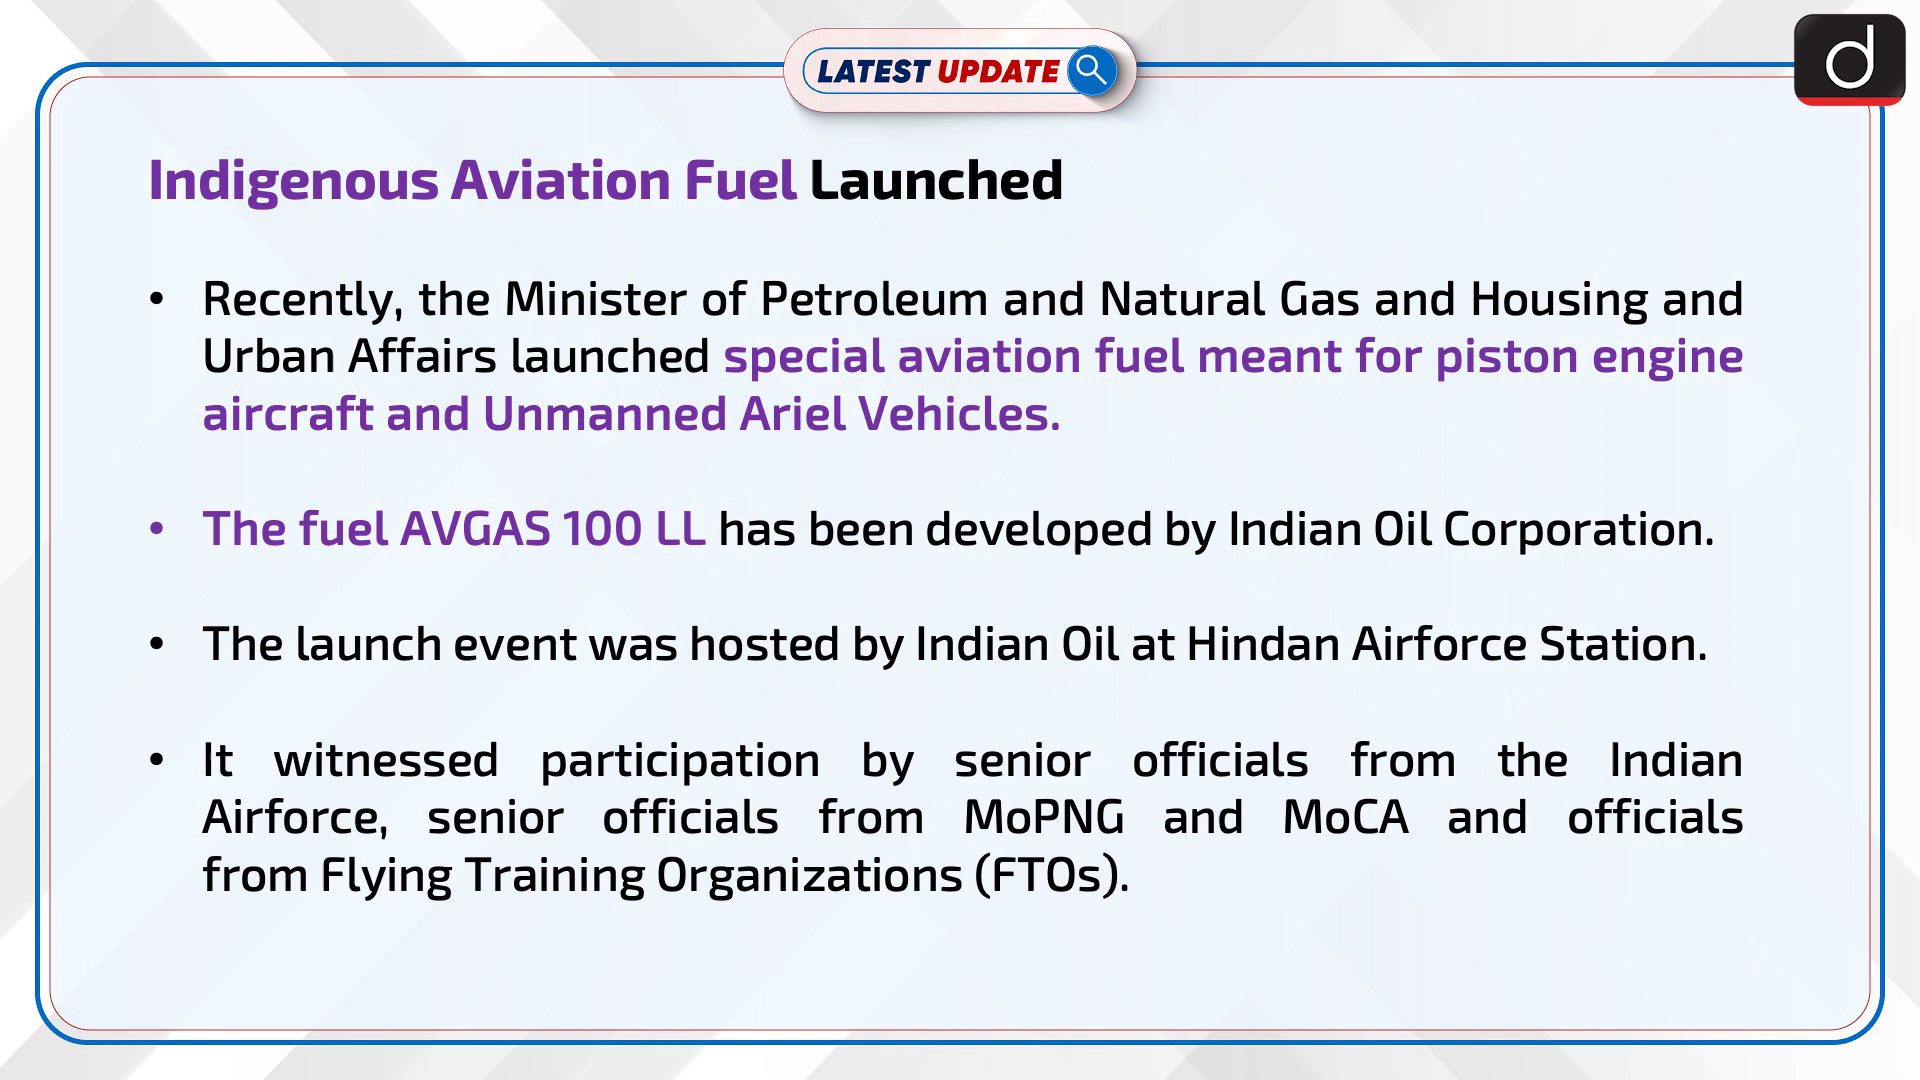 LATEST UPDATE
d
Indigenous Aviation Fuel Launched
• Recently, the Minister of Petroleum and Natural Gas and Housing and
Urban Affairs launched special aviation fuel meant for piston engine
aircraft and Unmanned Ariel Vehicles.
• The fuel AVGAS 100 LL has been developed by Indian Oil Corporation.
• The launch event was hosted by Indian Oil at Hindan Airforce Station.
• It witnessed participation by senior officials from the Indian
Airforce, senior officials from MoPNG and MoCA and officials
from Flying Training Organizations (FTOs).